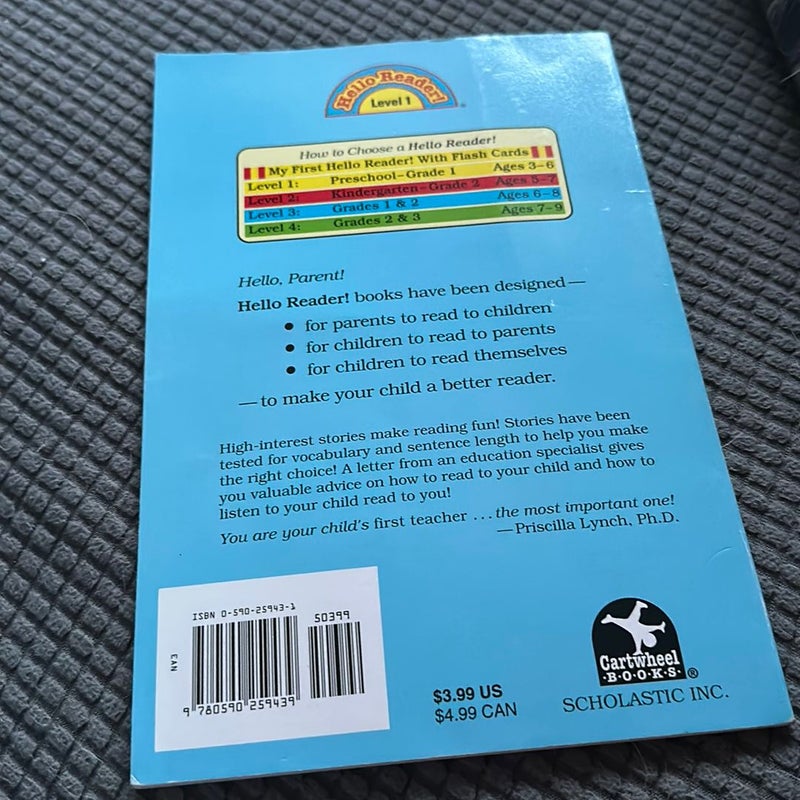 Hello Reader!
Level 1
How to Choose a Hello Reader!
My First Hello Reader! With Flash Cards
Level 1: Preschool–Grade 1 Ages 3–6
Level 2: Kindergarten–Grade 2 Ages 5–7
Level 3: Grades 1 & 2 Ages 6–8
Level 4: Grades 2 & 3 Ages 7–9
Hello, Parent!
Hello Reader! books have been designed—
• for parents to read to children
• for children to read to parents
• for children to read themselves
—to make your child a better reader.
High-interest stories make reading fun! Stories have been
tested for vocabulary and sentence length to help you make
the right choice! A letter from an education specialist gives
you valuable advice on how to read to your child and how to
listen to your child read to you!
You are your child's first teacher . . . the most important one!
—Priscilla Lynch, Ph.D.
ISBN 0-590-25943-1
50399
EAN
9 780590 259439
$3.99 US
$4.99 CAN
Cartwheel
·B·O·O·K·S· ®
SCHOLASTIC INC.